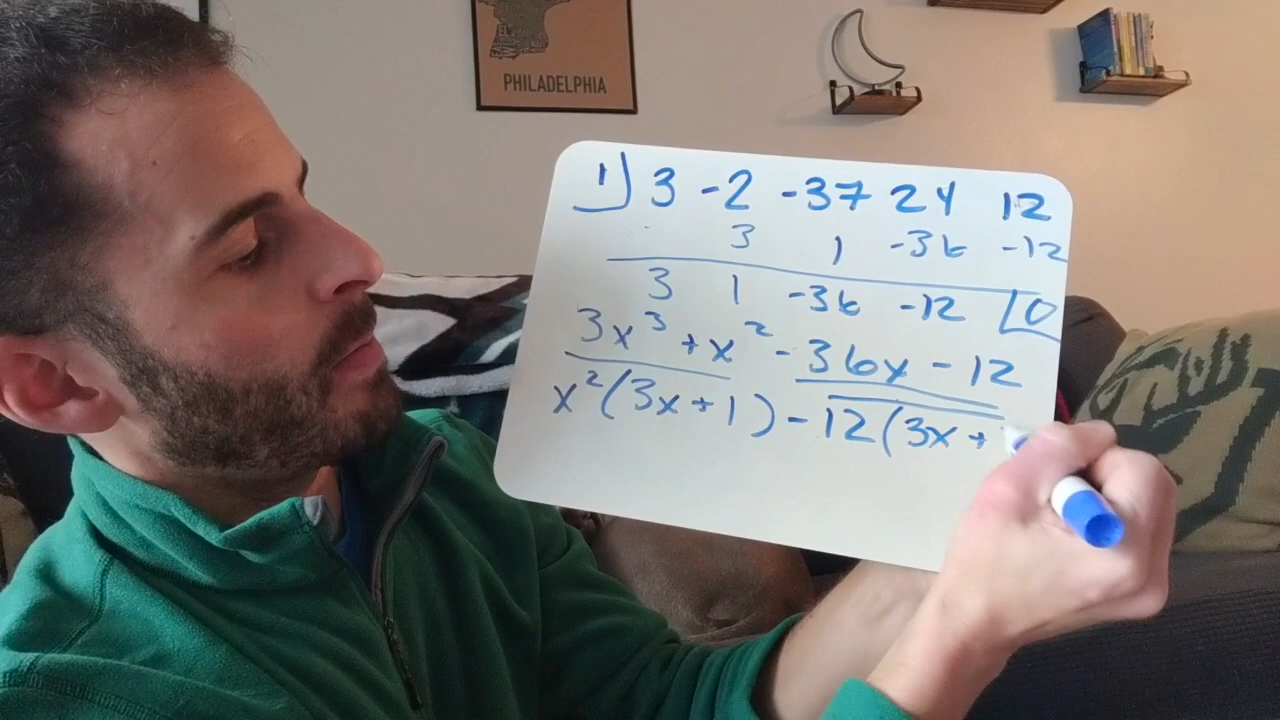 PHILADELPHIA
1 3 -2 -37 24 12
3 1 -36 -12
3 1 -36 -12 0
3x³ + x² - 36x - 12
x²(3x + 1) - 12(3x +